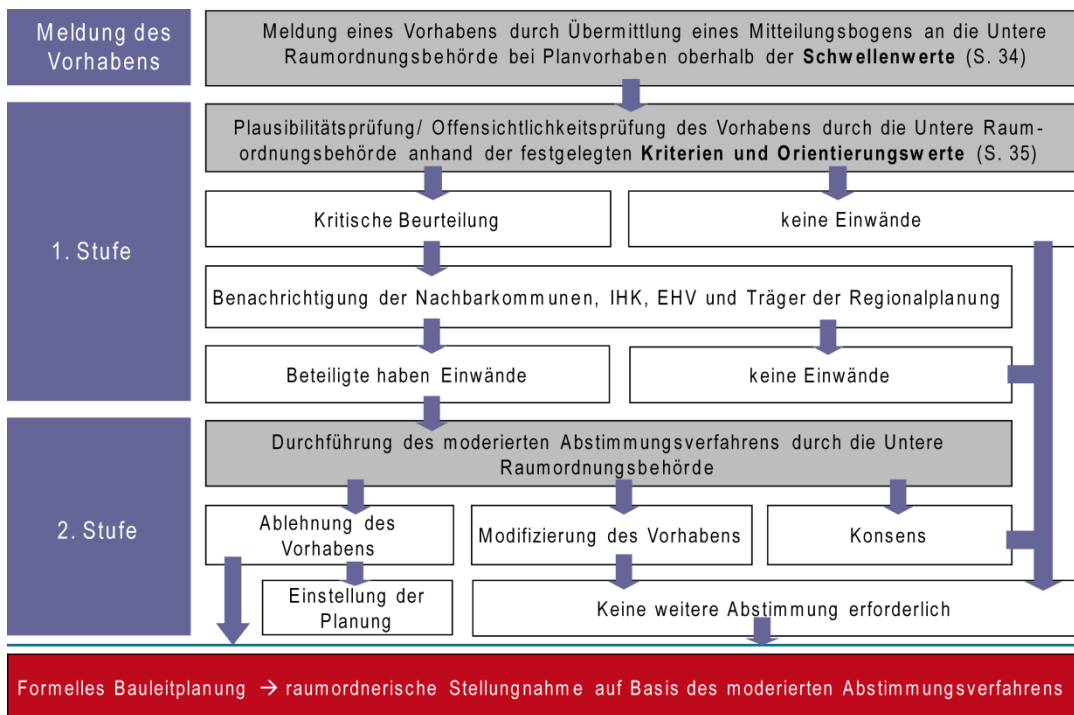 Meldung des
Vorhabens
Meldung eines Vorhabens durch Übermittlung eines Mitteilungsbogens an die Untere
Raumordnungsbehörde bei Planvorhaben oberhalb der Schwellenwerte (S. 34)
1. Stufe
Plausibilitätsprüfung/ Offensichtlichkeitsprüfung des Vorhabens durch die Untere Raum-
ordnungsbehörde anhand der festgelegten Kriterien und Orientierungswerte (S. 35)
Kritische Beurteilung
keine Einwände
Benachrichtigung der Nachbarkommunen, IHK, EHV und Träger der Regionalplanung
Beteiligte haben Einwände
keine Einwände
2. Stufe
Durchführung des moderierten Abstimmungsverfahrens durch die Untere
Raumordnungsbehörde
Ablehnung des
Vorhabens
Modifizierung des Vorhabens
Konsens
Einstellung der
Planung
Keine weitere Abstimmung erforderlich
Formelles Bauleitplanung → raumordnerische Stellungnahme auf Basis des moderierten Abstimmungsverfahrens